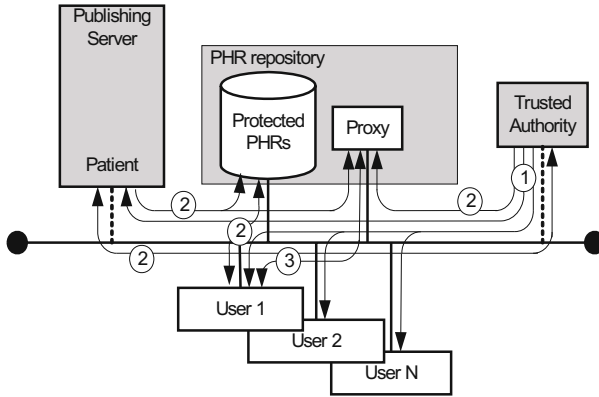 Publishing
Server
Patient
PHR repository
Protected
PHRs
Proxy
Trusted
Authority
1
2
2
2
2
3
User 1
User 2
User N